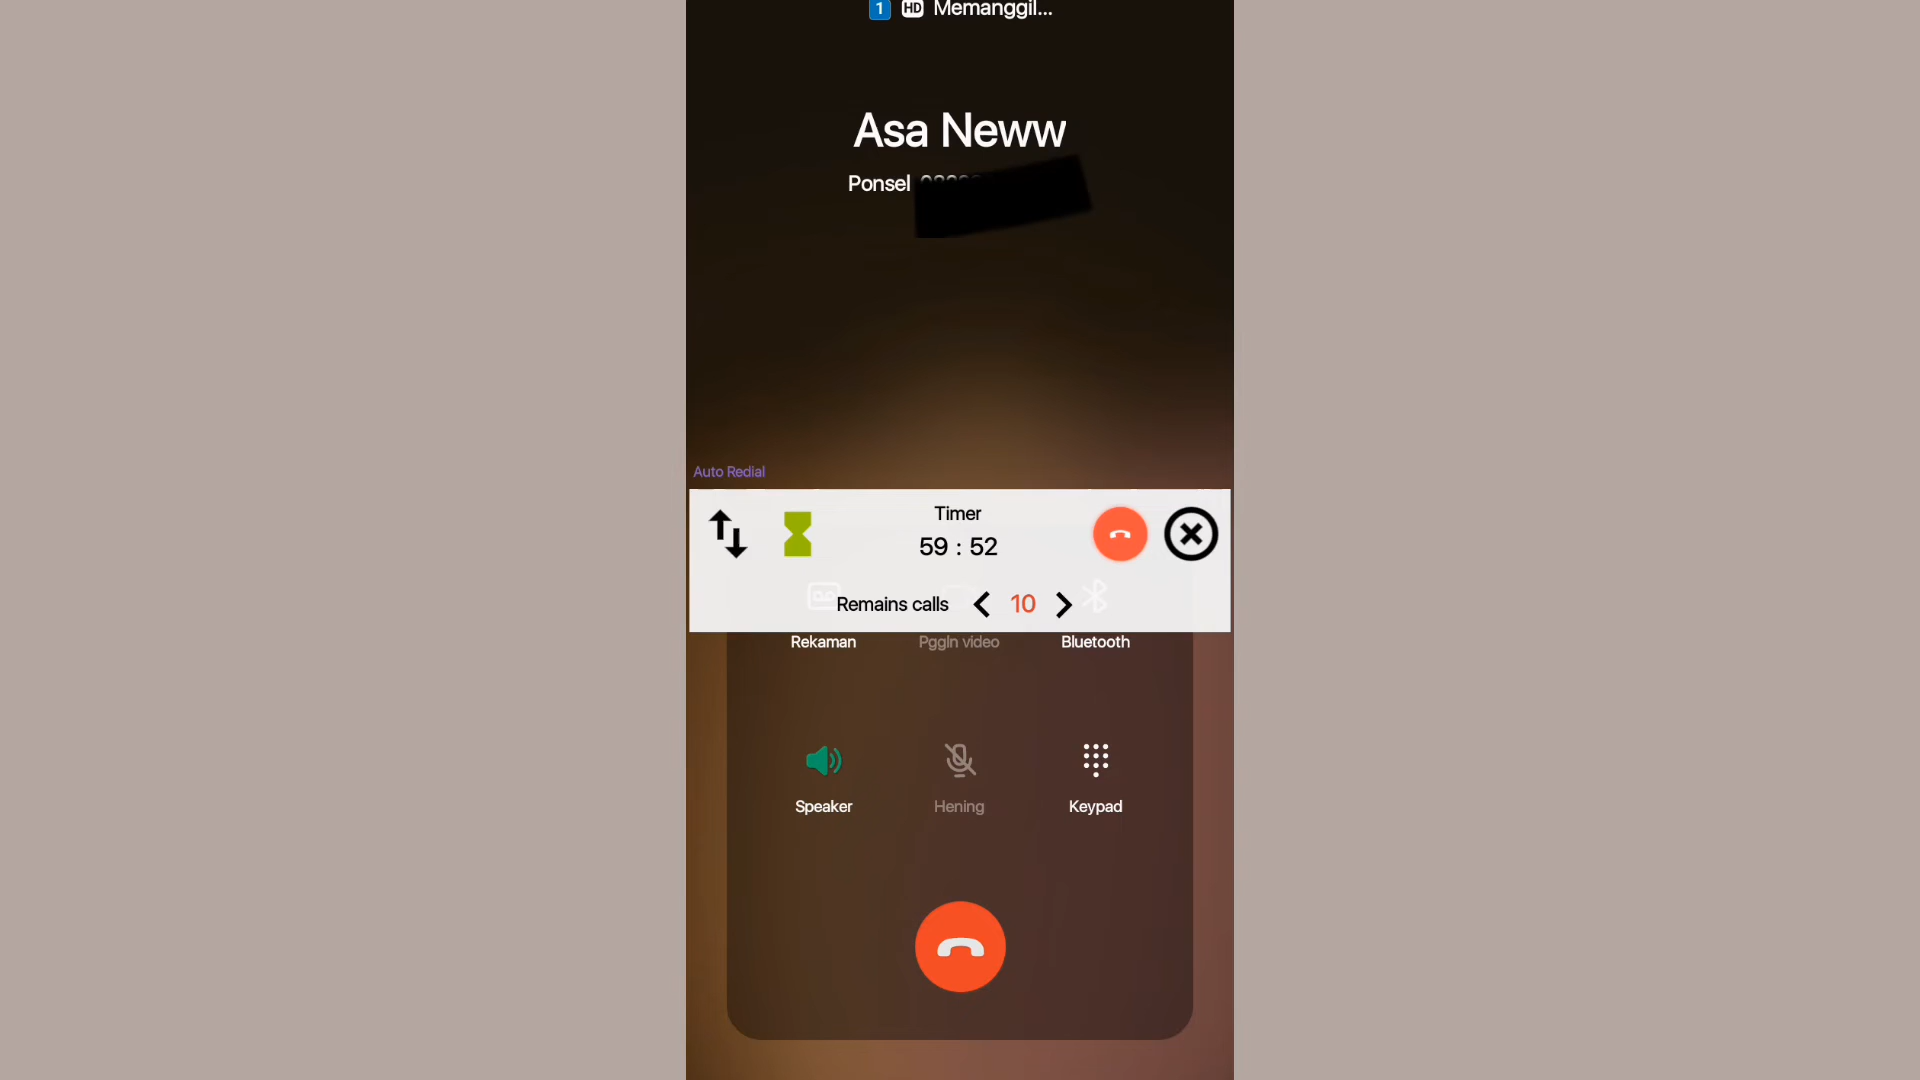 1 HD Memanggil...
Asa Neww
Ponsel
Auto Redial
Timer
59 : 52
Remains calls 10
Rekaman Pggln video Bluetooth
Speaker Hening Keypad